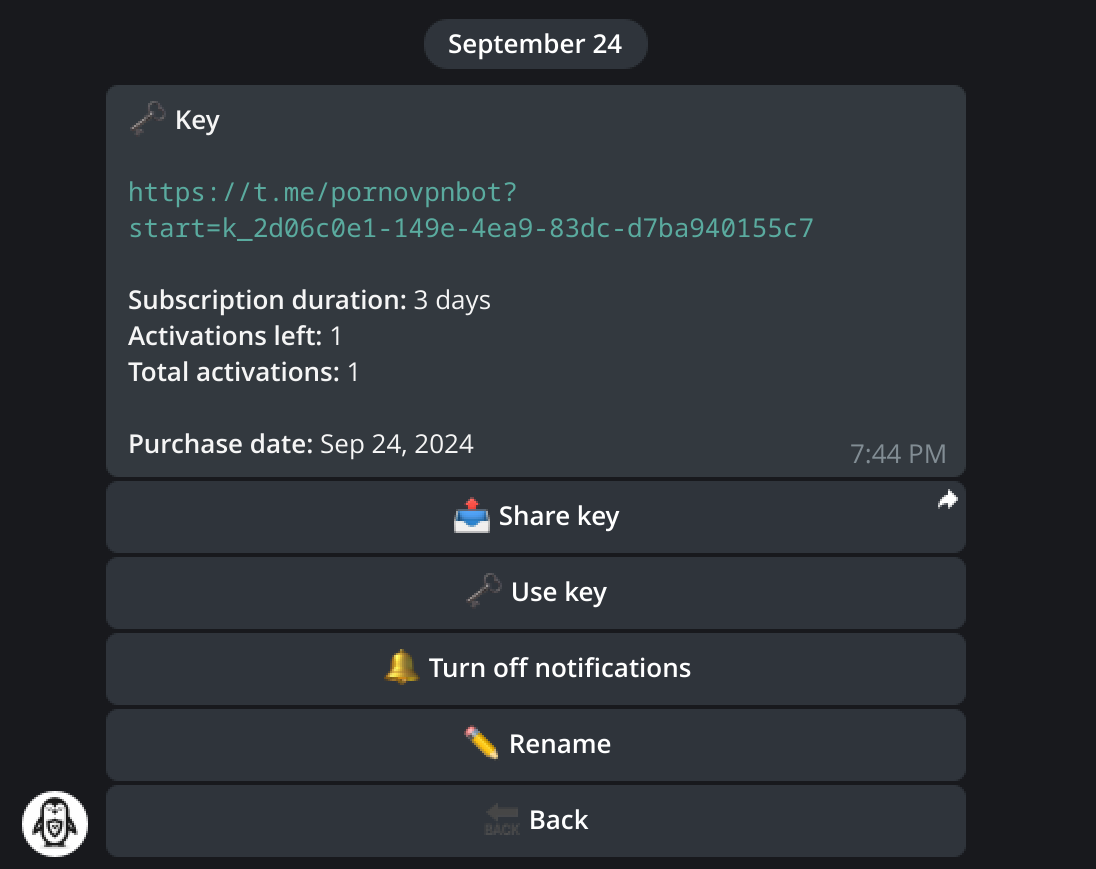 September 24
Key
https://t.me/pornovpnbot?
start=k_2d06c0e1-149e-4ea9-83dc-d7ba940155c7
Subscription duration: 3 days
Activations left: 1
Total activations: 1
Purchase date: Sep 24, 2024
7:44 PM
Share key
Use key
Turn off notifications
Rename
BACK Back